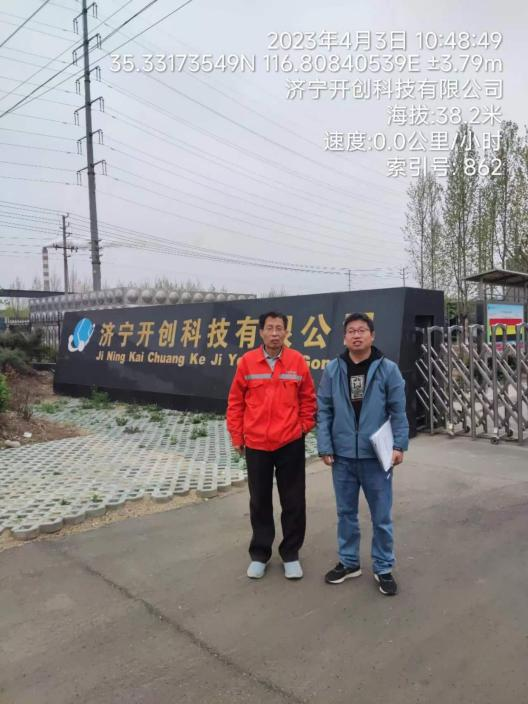 2023年4月3日 10:48:49
35.33173549N 116.80840539E ±3.79m
济宁开创科技有限公司
海拔:38.2米
速度:0.0公里/小时
索引号: 862
济宁开创科技有限公
Ji Ning Kai Chuang Ke Ji Y